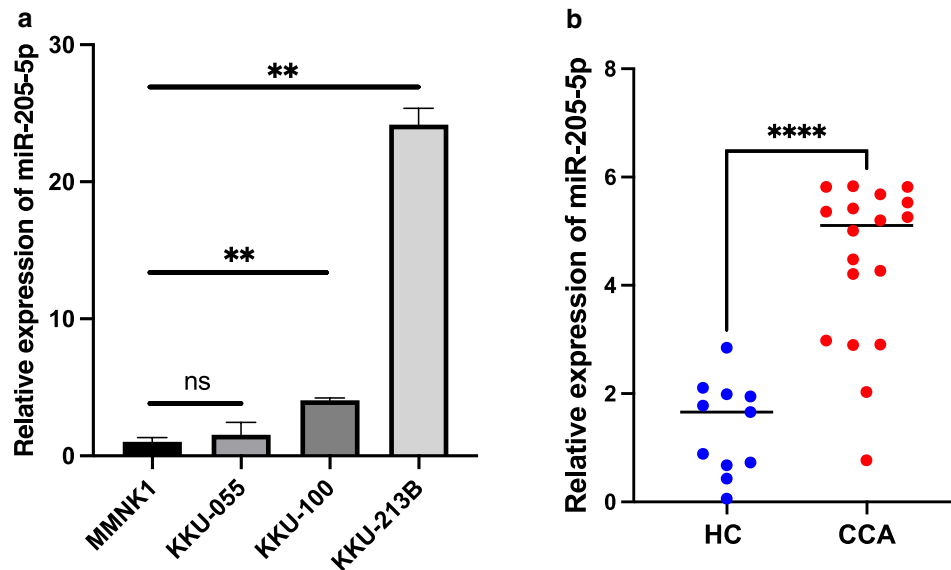 a
Relative expression of miR-205-5p
30
20
10
0
**
**
ns
MMNK1
KKU-055
KKU-100
KKU-213B
b
Relative expression of miR-205-5p
8
6
4
2
0
****
HC
CCA